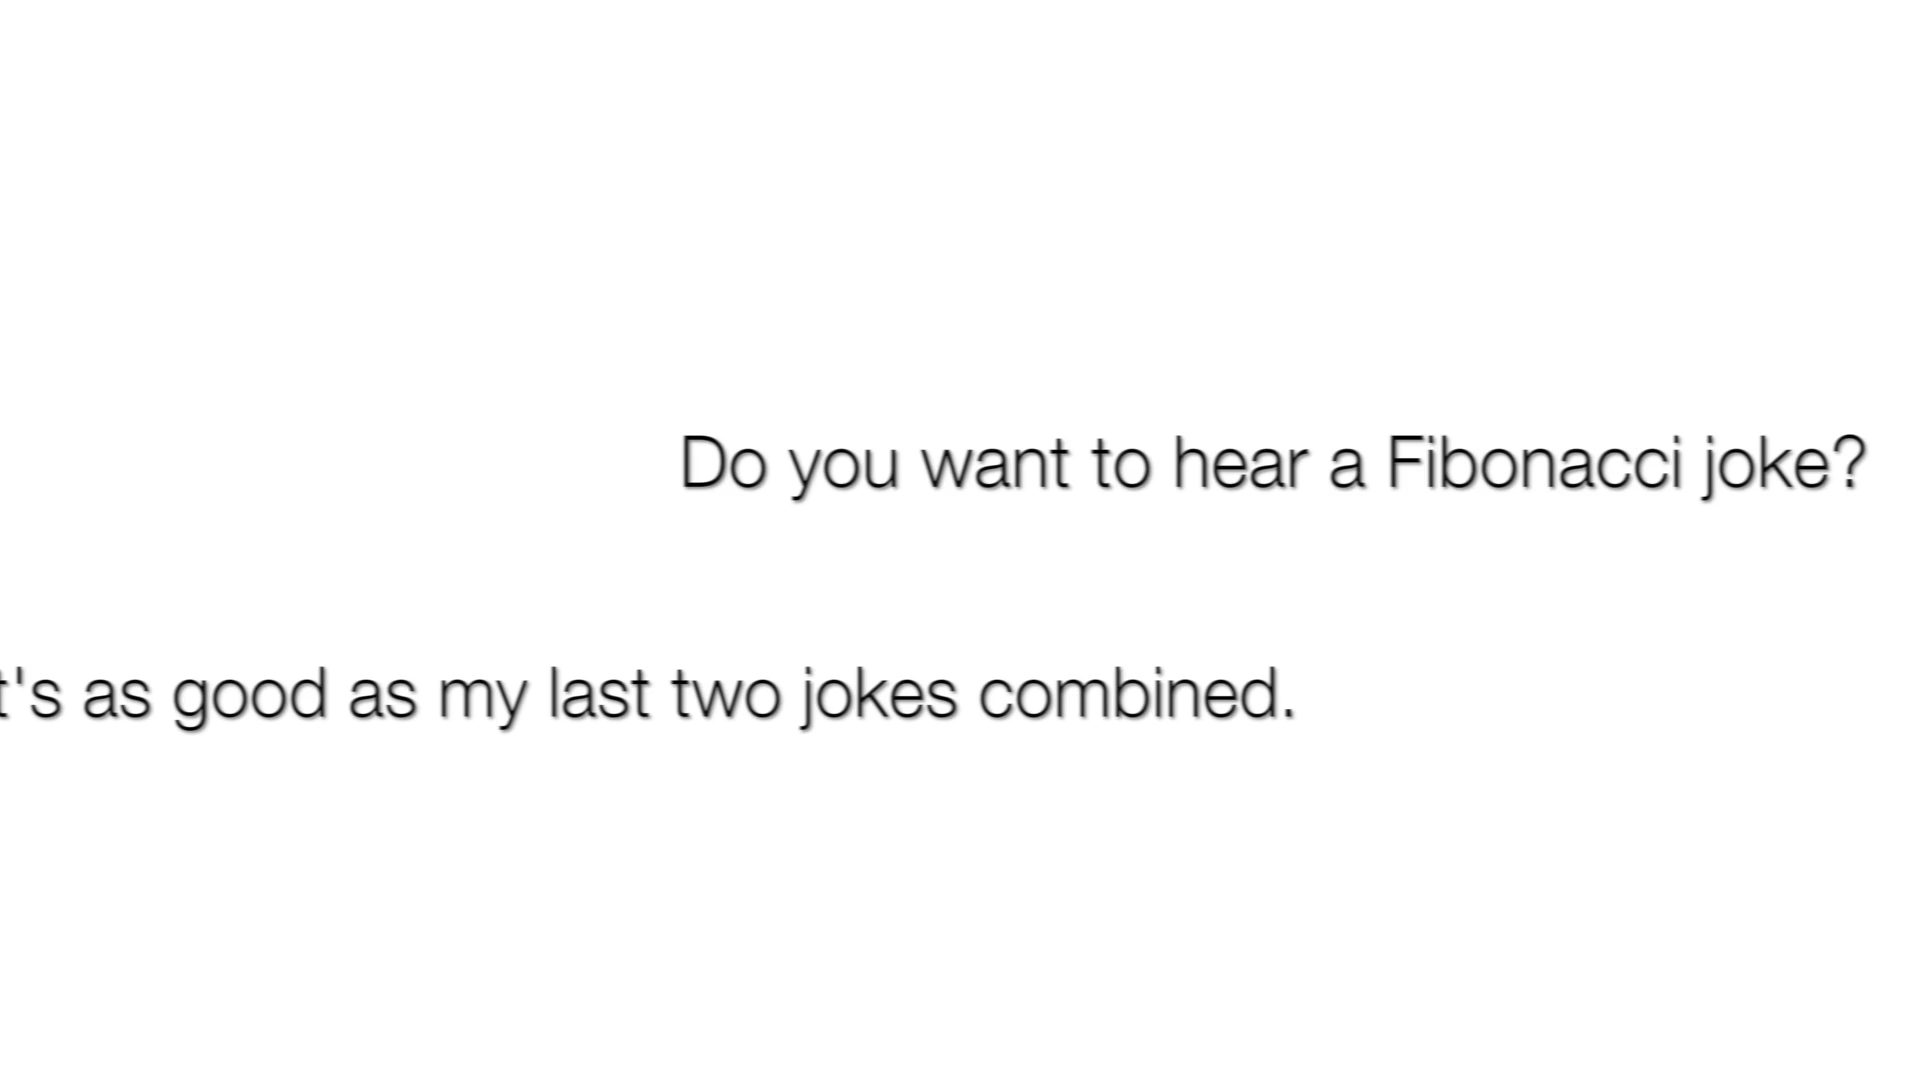 Do you want to hear a Fibonacci joke?
t's as good as my last two jokes combined.